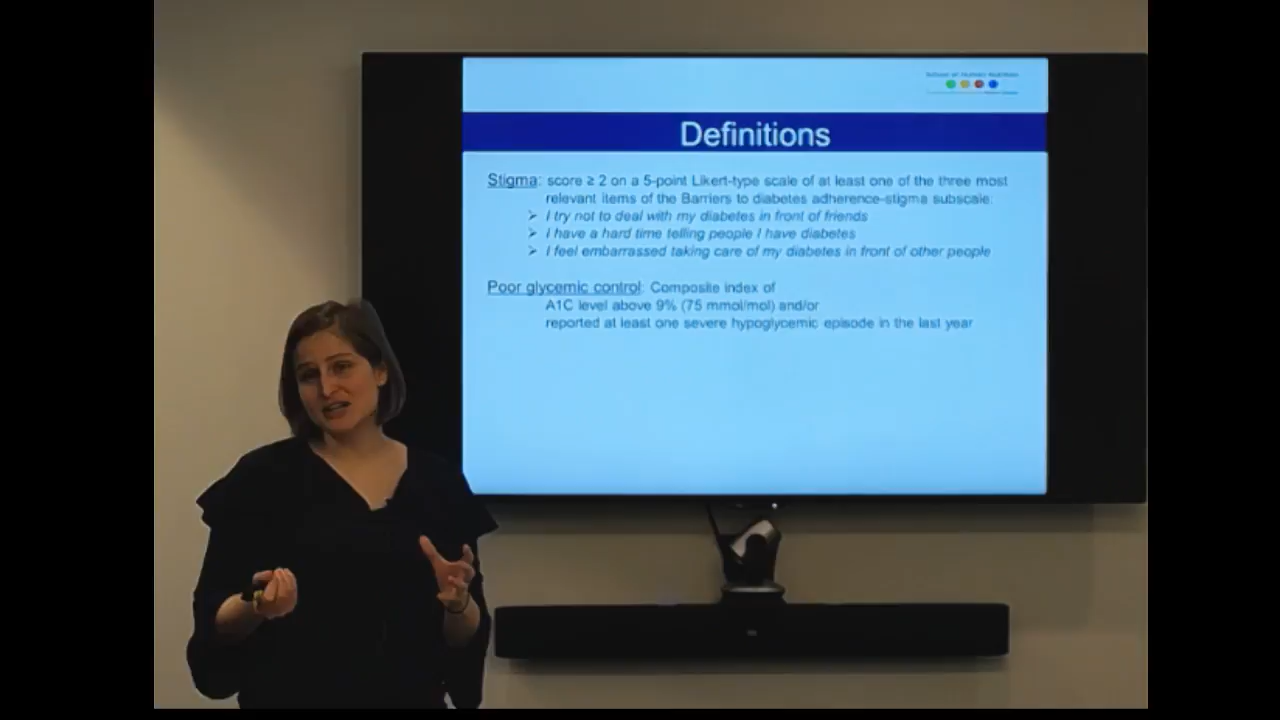 Definitions
Stigma: score ≥ 2 on a 5-point Likert-type scale of at least one of the three most
relevant items of the Barriers to diabetes adherence-stigma subscale:
➢ I try not to deal with my diabetes in front of friends
➢ I have a hard time telling people I have diabetes
➢ I feel embarrassed taking care of my diabetes in front of other people
Poor glycemic control: Composite index of
A1C level above 9% (75 mmol/mol) and/or
reported at least one severe hypoglycemic episode in the last year